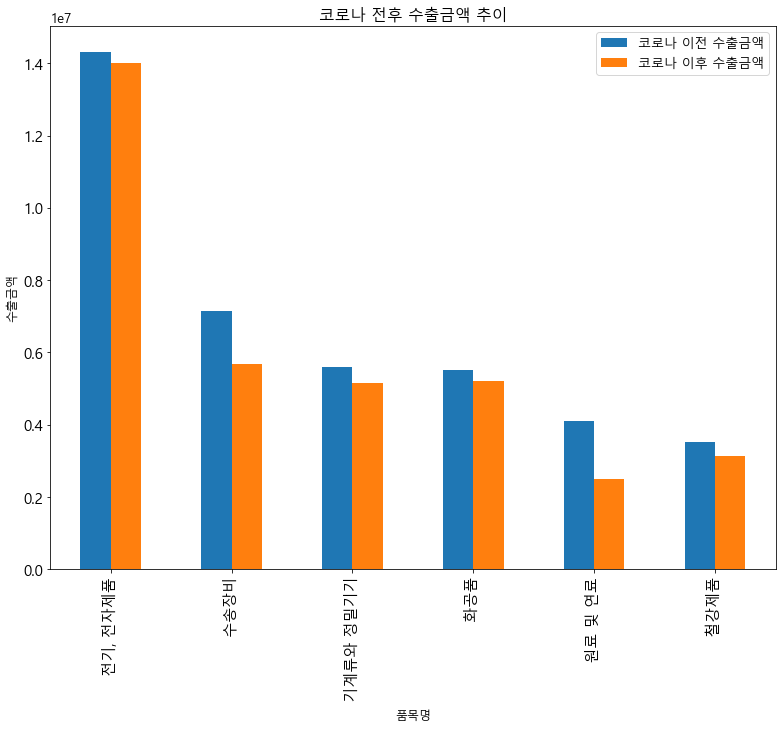 코로나 전후 수출금액 추이
1e7
코로나 이전 수출금액
코로나 이후 수출금액
1.4
1.2
1.0
0.8
0.6
0.4
0.2
0.0
수출금액
전기, 전자제품
수송장비
기계류와 정밀기기
화공품
원료 및 연료
철강제품
품목명